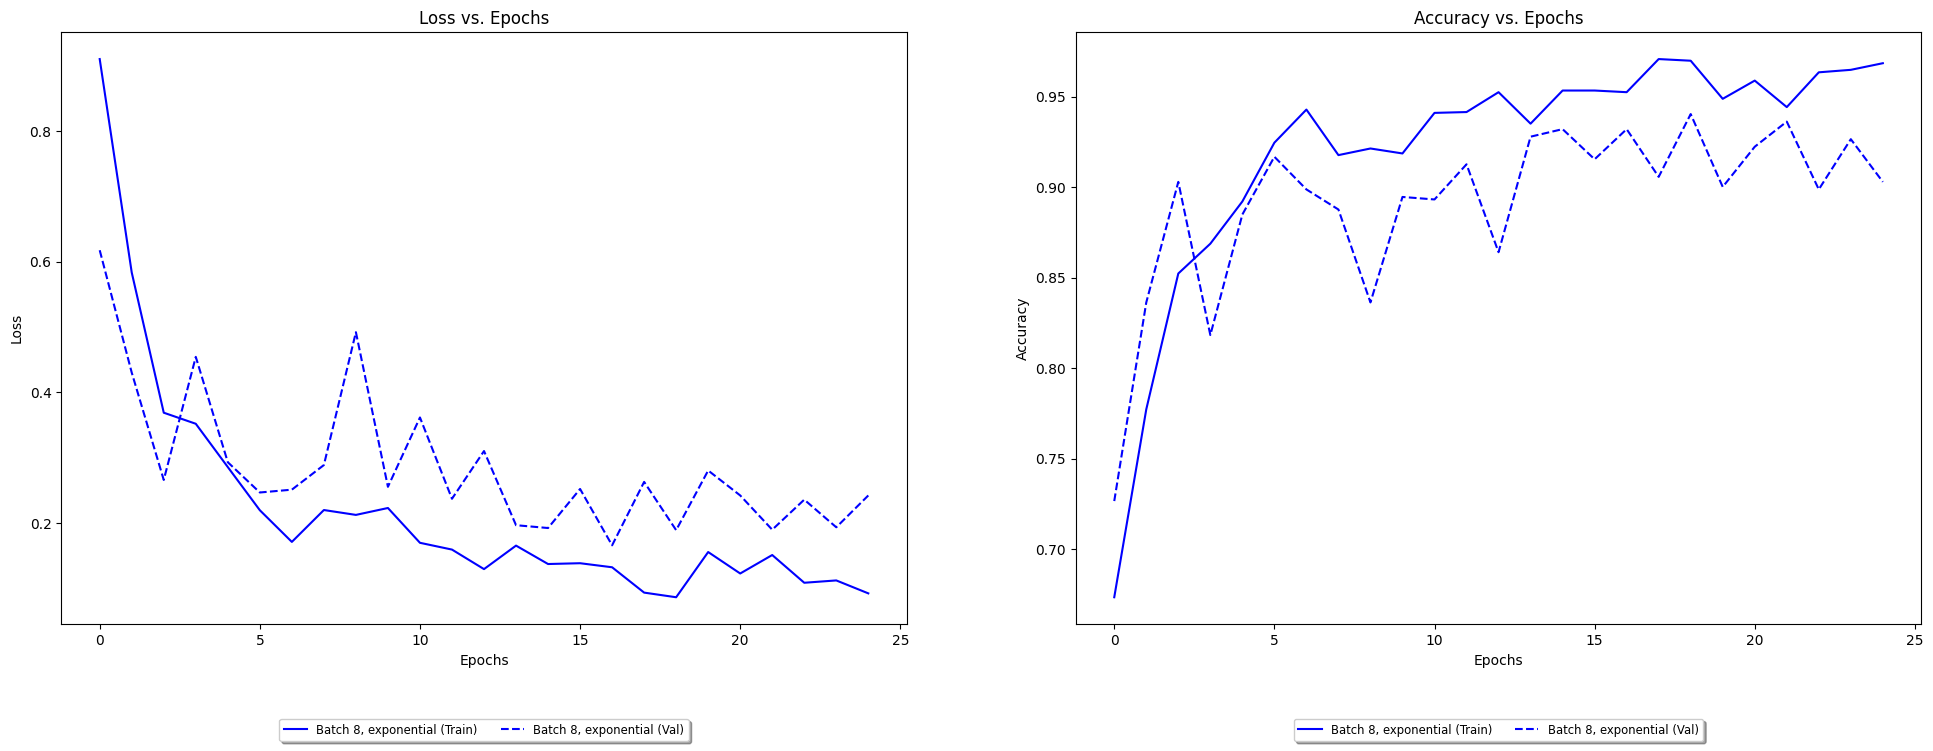 Loss vs. Epochs
0.8
0.6
0.4
0.2
Loss
0 5 10 15 20 25
Epochs
Batch 8, exponential (Train) Batch 8, exponential (Val)
Accuracy vs. Epochs
0.95
0.90
0.85
0.80
0.75
0.70
Accuracy
0 5 10 15 20 25
Epochs
Batch 8, exponential (Train) Batch 8, exponential (Val)